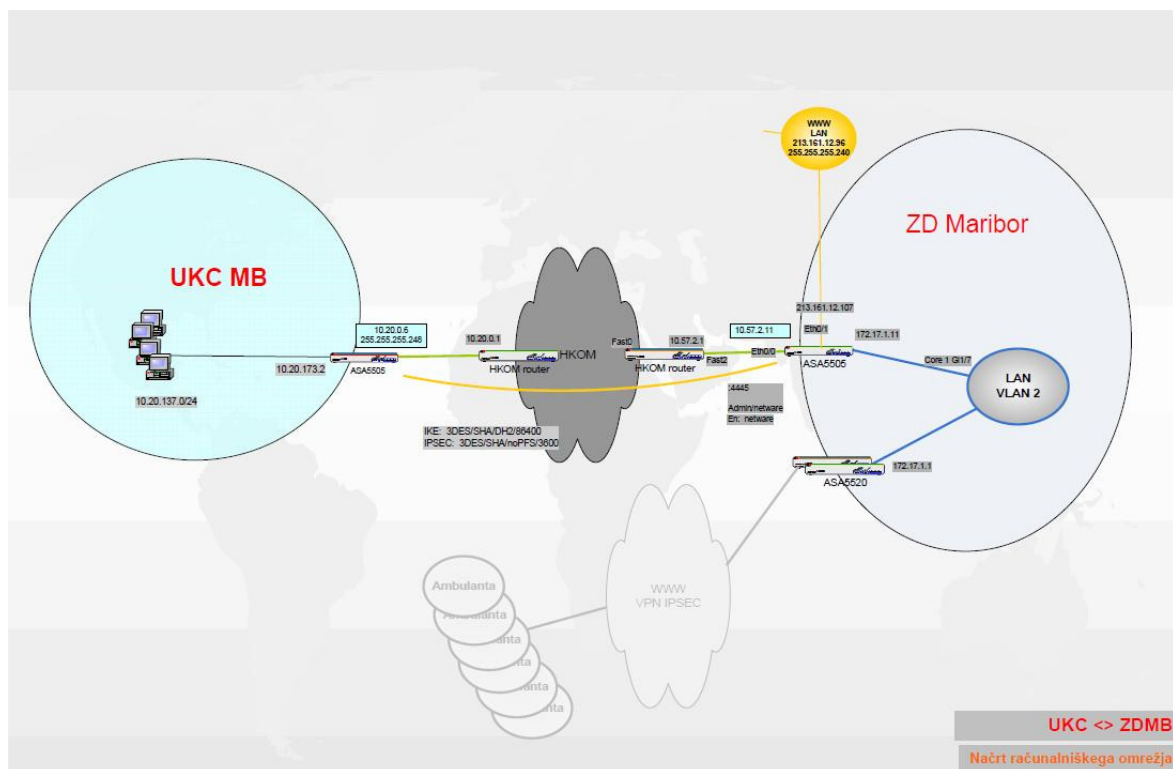 WWW
LAN
213.161.12.96
255.255.255.240
ZD Maribor
UKC MB
213.161.12.107
Eth0/1
10.20.0.6
255.255.255.248
10.20.0.1
HKOM
Fast0
10.57.2.1
10.57.2.11
Eth0/0
172.17.1.11
10.20.173.2
ASA5505
HKOM router
HKOM router
Fast2
ASA5505
Core 1 GI1/7
LAN
VLAN 2
10.20.137.0/24
:4445
Admin/netware
En: netware
IKE: 3DES/SHA/DH2/86400
IPSEC: 3DES/SHA/noPFS/3600
172.17.1.1
ASA5520
WWW
VPN IPSEC
Ambulanta
Ambulanta
anta
anta
anta
anta
UKC <> ZDMB
Načrt računalniškega omrežja